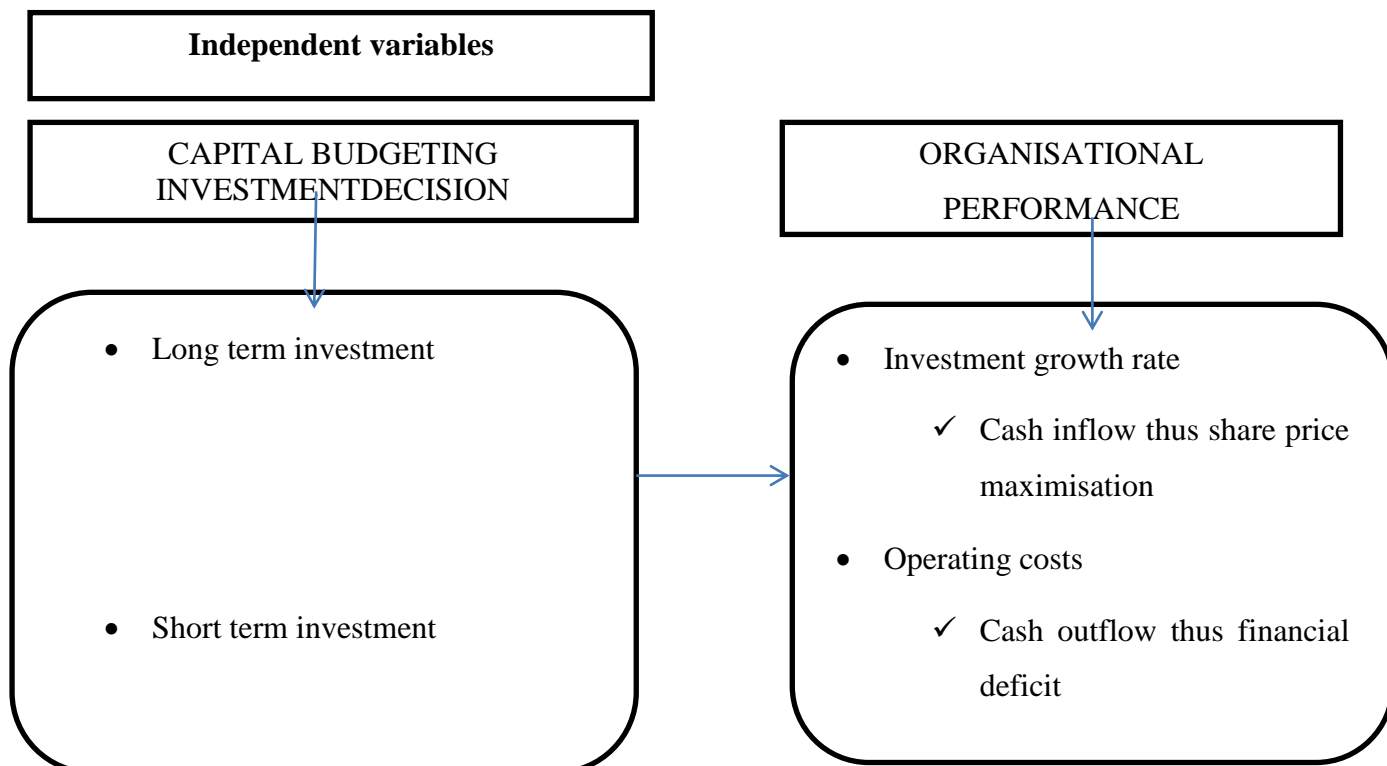 Independent variables
CAPITAL BUDGETING
INVESTMENTDECISION
ORGANISATIONAL
PERFORMANCE
• Long term investment
• Short term investment
• Investment growth rate
✓ Cash inflow thus share price
maximisation
• Operating costs
✓ Cash outflow thus financial
deficit